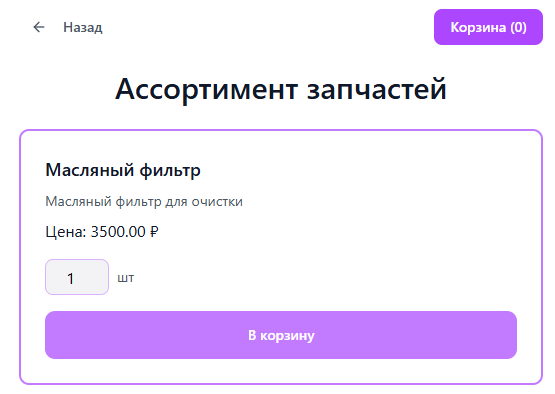 Назад
Корзина (0)
Ассортимент запчастей
Масляный фильтр
Масляный фильтр для очистки
Цена: 3500.00 ₽
1 шт
В корзину